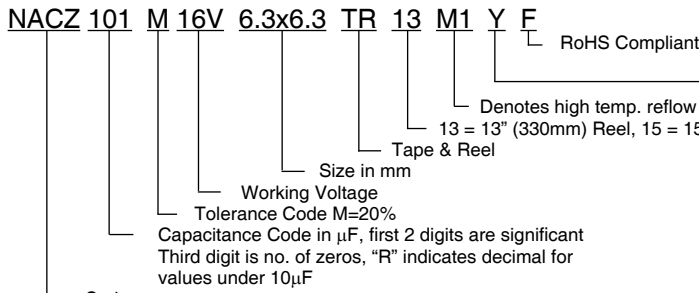 NACZ 101 M 16V 6.3x6.3 TR 13 M1 Y F
RoHS Compliant
Denotes high temp. reflow
13 = 13” (330mm) Reel, 15 = 15
Tape & Reel
Size in mm
Working Voltage
Tolerance Code M=20%
Capacitance Code in μF, first 2 digits are significant
Third digit is no. of zeros, “R” indicates decimal for
values under 10μF